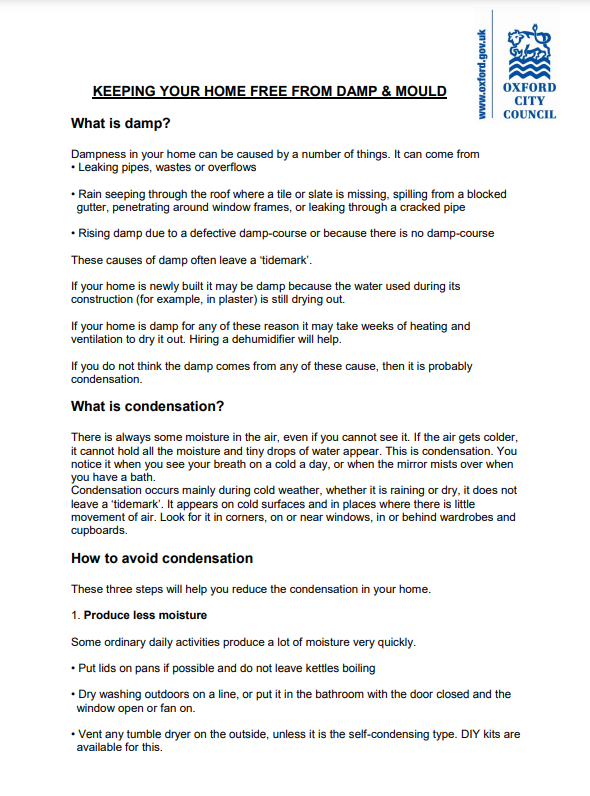 www.oxford.gov.uk
OXFORD
CITY
COUNCIL
KEEPING YOUR HOME FREE FROM DAMP & MOULD
What is damp?
Dampness in your home can be caused by a number of things. It can come from
• Leaking pipes, wastes or overflows
• Rain seeping through the roof where a tile or slate is missing, spilling from a blocked
gutter, penetrating around window frames, or leaking through a cracked pipe
• Rising damp due to a defective damp-course or because there is no damp-course
These causes of damp often leave a ‘tidemark’.
If your home is newly built it may be damp because the water used during its
construction (for example, in plaster) is still drying out.
If your home is damp for any of these reason it may take weeks of heating and
ventilation to dry it out. Hiring a dehumidifier will help.
If you do not think the damp comes from any of these cause, then it is probably
condensation.
What is condensation?
There is always some moisture in the air, even if you cannot see it. If the air gets colder,
it cannot hold all the moisture and tiny drops of water appear. This is condensation. You
notice it when you see your breath on a cold a day, or when the mirror mists over when
you have a bath.
Condensation occurs mainly during cold weather, whether it is raining or dry, it does not
leave a ‘tidemark’. It appears on cold surfaces and in places where there is little
movement of air. Look for it in corners, on or near windows, in or behind wardrobes and
cupboards.
How to avoid condensation
These three steps will help you reduce the condensation in your home.
1. Produce less moisture
Some ordinary daily activities produce a lot of moisture very quickly.
• Put lids on pans if possible and do not leave kettles boiling
• Dry washing outdoors on a line, or put it in the bathroom with the door closed and the
window open or fan on.
• Vent any tumble dryer on the outside, unless it is the self-condensing type. DIY kits are
available for this.